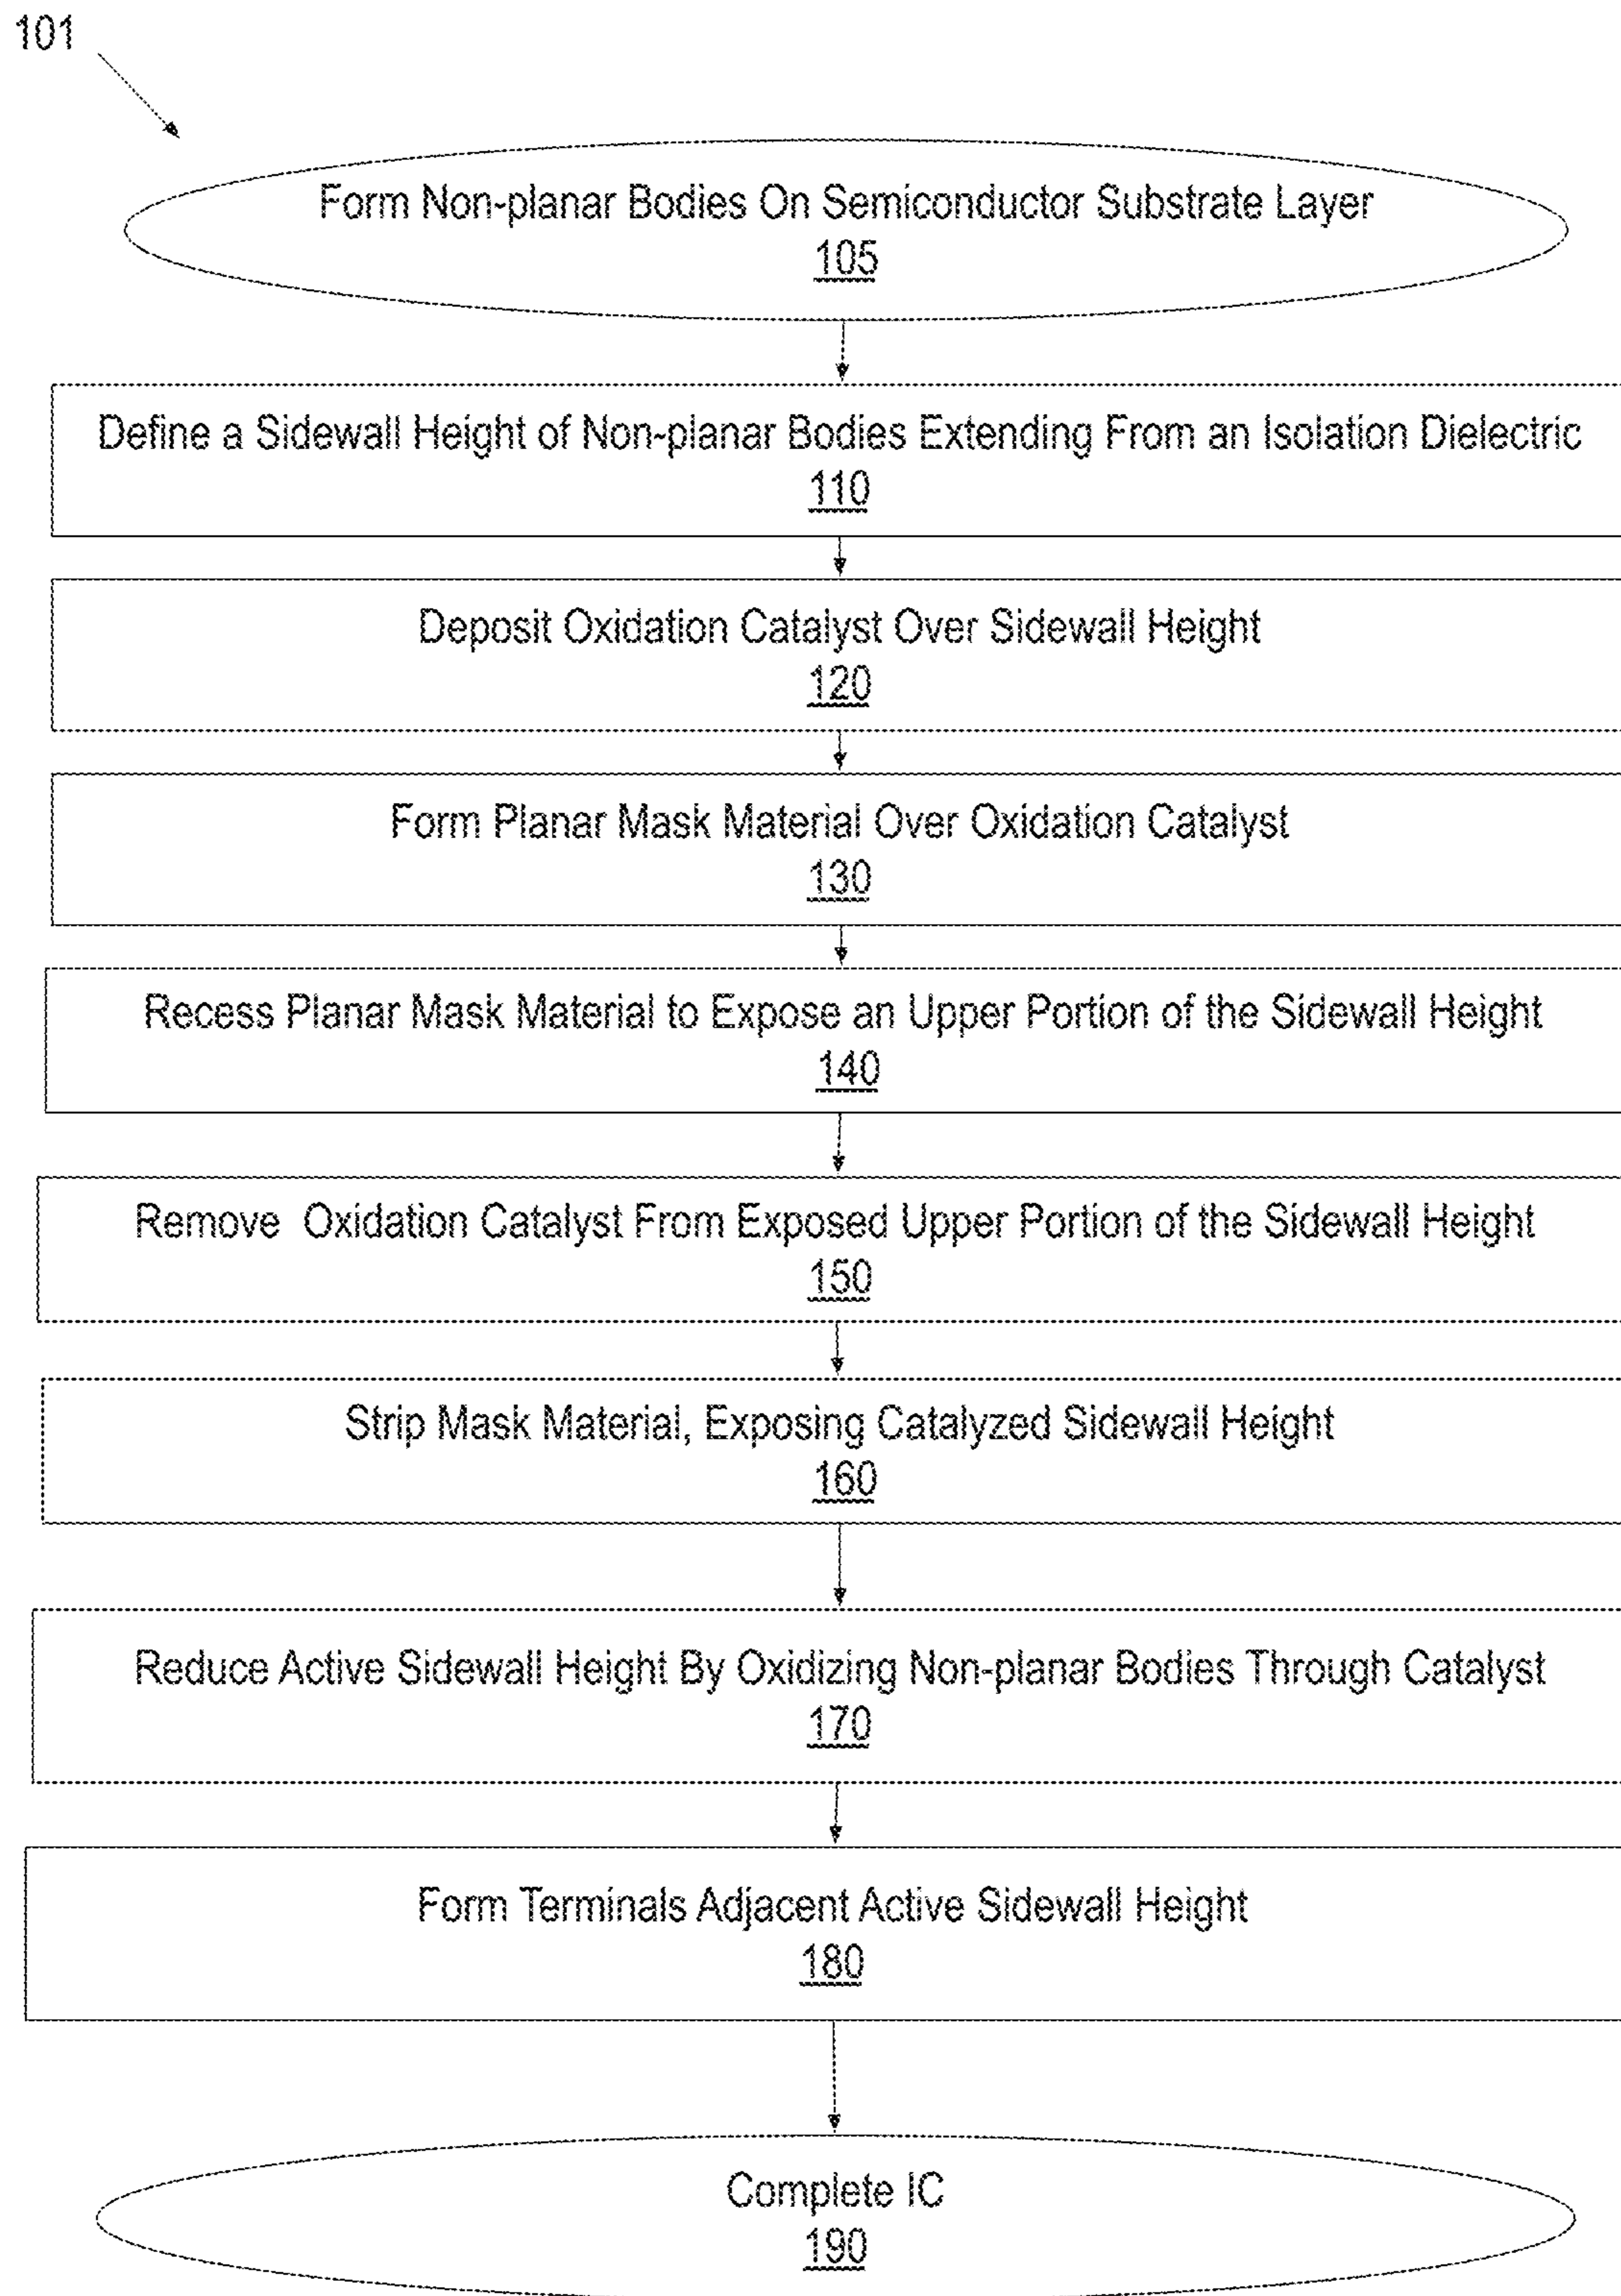 101
Form Non-planar Bodies On Semiconductor Substrate Layer
105
Define a Sidewall Height of Non-planar Bodies Extending From an Isolation Dielectric
110
Deposit Oxidation Catalyst Over Sidewall Height
120
Form Planar Mask Material Over Oxidation Catalyst
130
Recess Planar Mask Material to Expose an Upper Portion of the Sidewall Height
140
Remove Oxidation Catalyst From Exposed Upper Portion of the Sidewall Height
150
Strip Mask Material, Exposing Catalyzed Sidewall Height
160
Reduce Active Sidewall Height By Oxidizing Non-planar Bodies Through Catalyst
170
Form Terminals Adjacent Active Sidewall Height
180
Complete IC
190